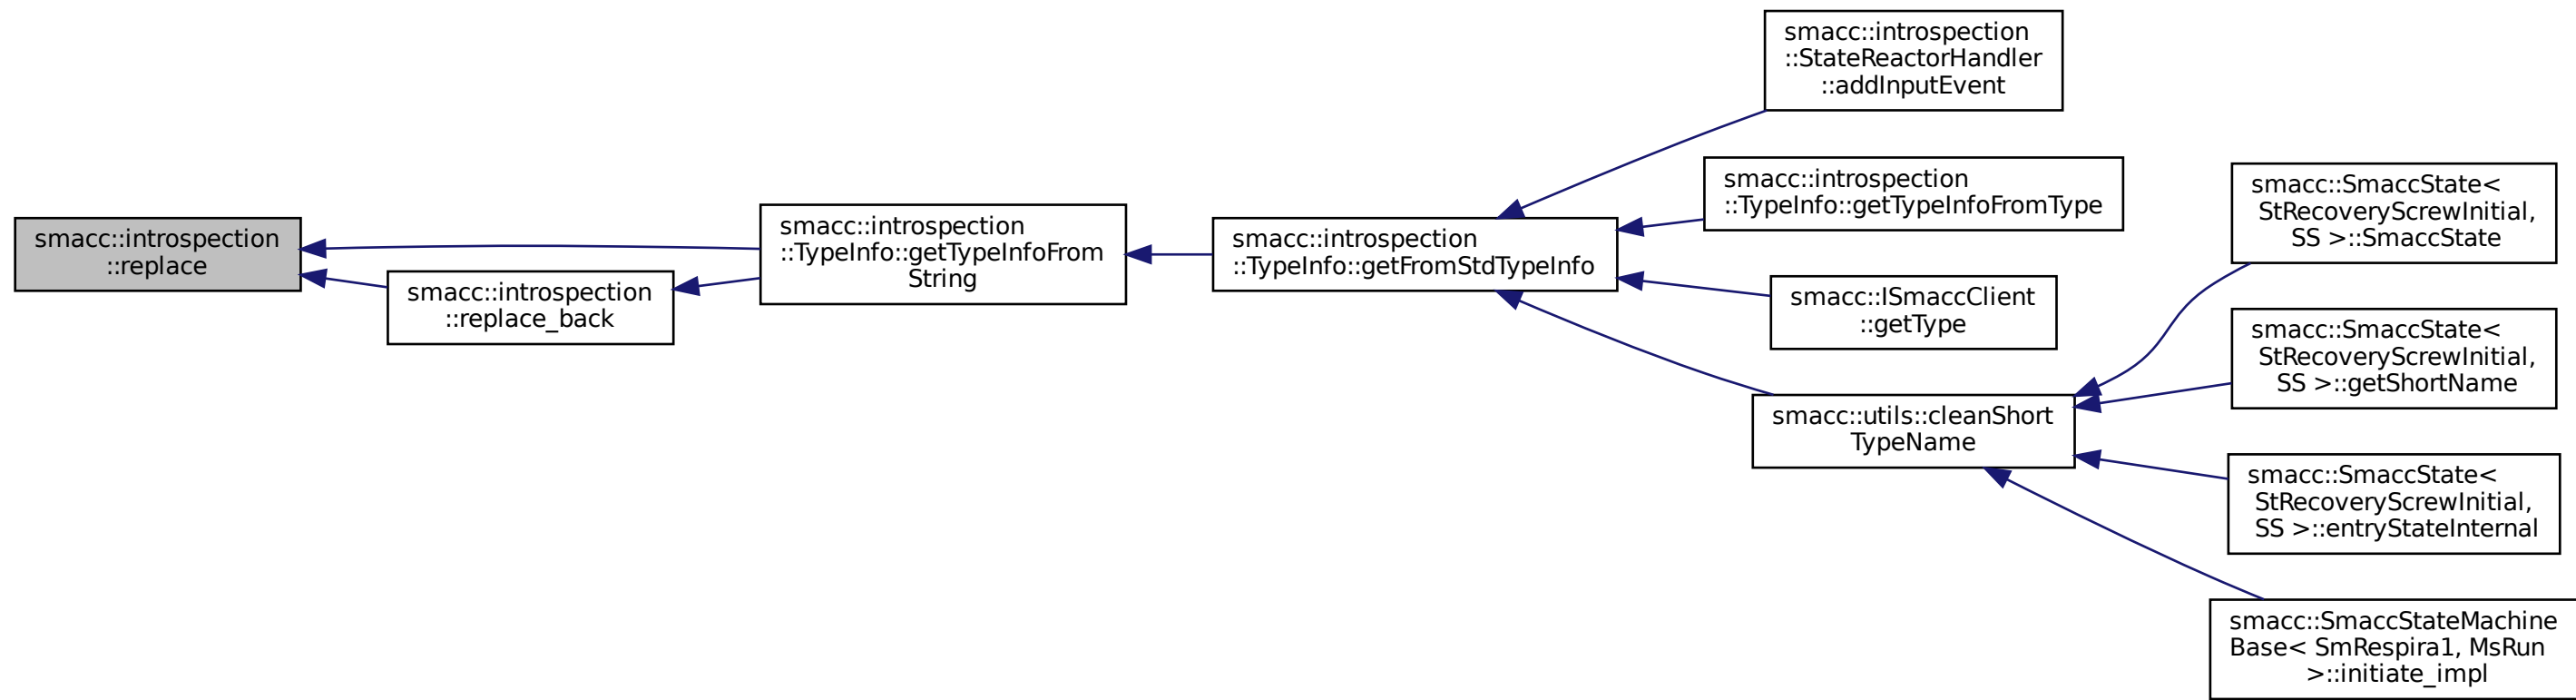 smacc::introspection
::replace
smacc::introspection
::replace_back
smacc::introspection
::TypeInfo::getTypeInfoFrom
String
smacc::introspection
::TypeInfo::getFromStdTypeInfo
smacc::introspection
::StateReactorHandler
::addInputEvent
smacc::introspection
::TypeInfo::getTypeInfoFromType
smacc::ISmaccClient
::getType
smacc::utils::cleanShort
TypeName
smacc::SmaccState<
StRecoveryScrewInitial,
SS >::SmaccState
smacc::SmaccState<
StRecoveryScrewInitial,
SS >::getShortName
smacc::SmaccState<
StRecoveryScrewInitial,
SS >::entryStateInternal
smacc::SmaccStateMachine
Base< SmRespira1, MsRun
>::initiate_impl